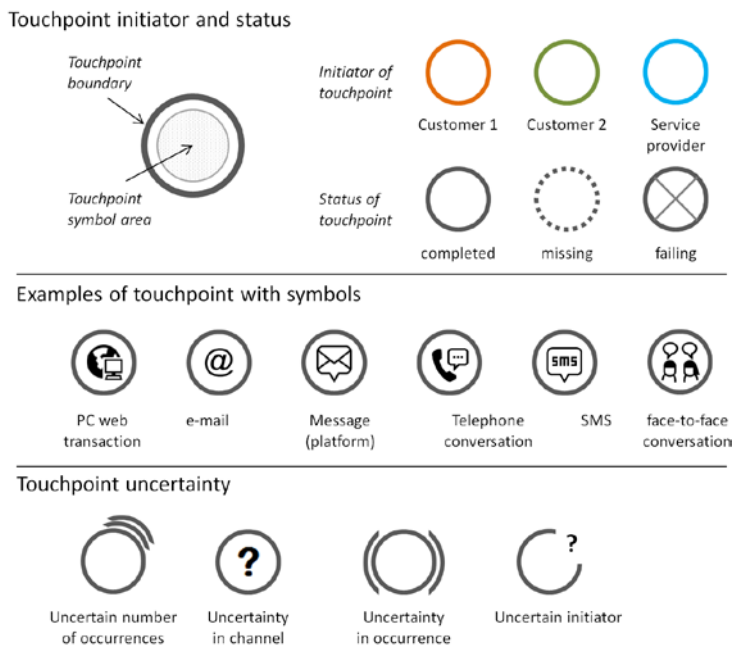 Touchpoint initiator and status
Touchpoint
boundary
Touchpoint
symbol area
Initiator of
touchpoint
Customer 1
Customer 2
Service
provider
Status of
touchpoint
completed
missing
failing
Examples of touchpoint with symbols
@
sms
PC web
transaction
e-mail
Message
(platform)
Telephone
conversation
SMS
face-to-face
conversation
Touchpoint uncertainty
?
?
Uncertain number
of occurrences
Uncertainty
in channel
Uncertainty
in occurrence
Uncertain initiator